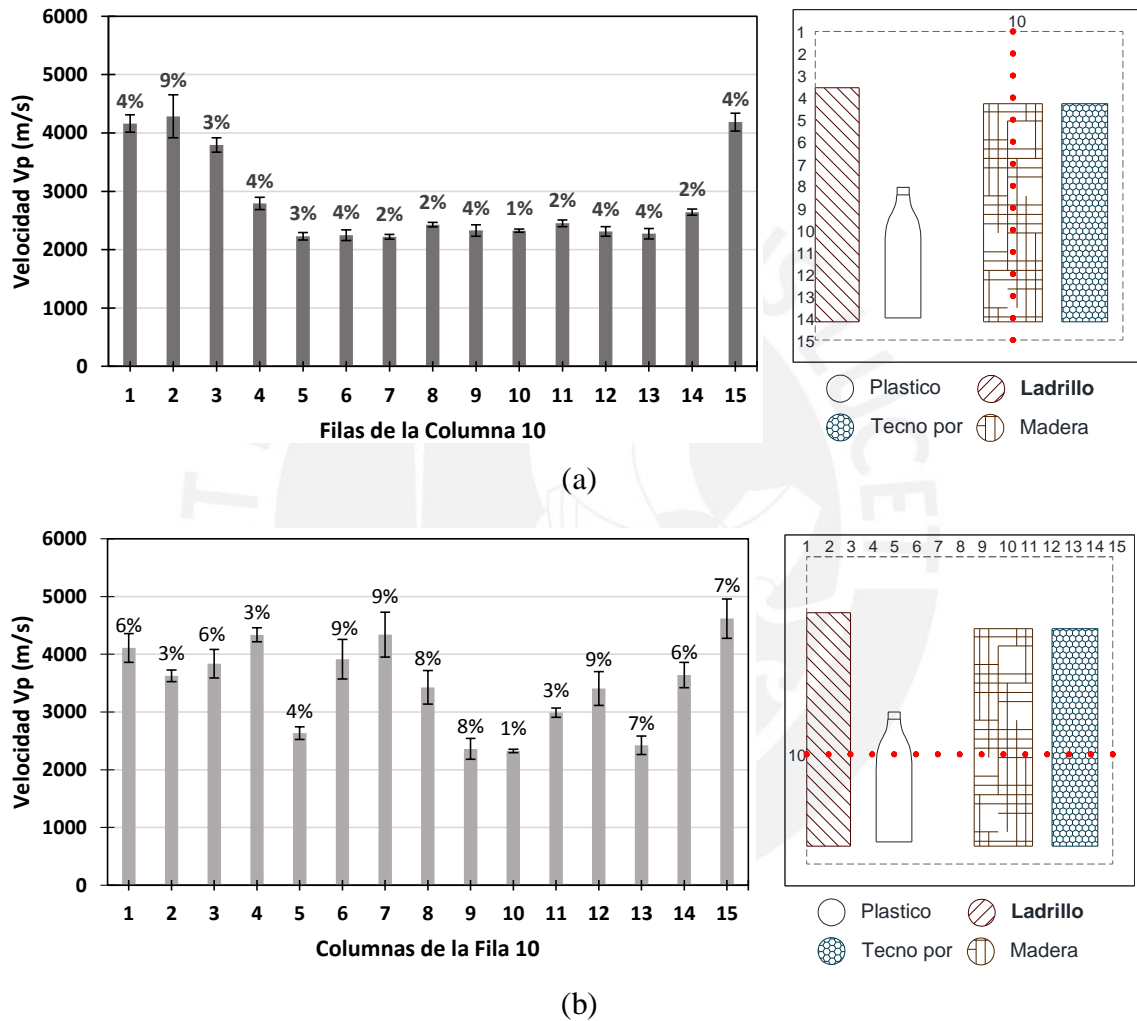 6000
5000
4000
3000
2000
1000
0
Velocidad Vp (m/s)
4% 9% 3% 4% 3% 4% 2% 2% 4% 1% 2% 4% 4% 2% 4%
1 2 3 4 5 6 7 8 9 10 11 12 13 14 15
Filas de la Columna 10
10
1
2
3
4
5
6
7
8
9
10
11
12
13
14
15
Plastico Ladrillo
Tecno por Madera
(a)
6000
5000
4000
3000
2000
1000
0
Velocidad Vp (m/s)
6% 3% 6% 3% 4% 9% 9% 8% 8% 1% 3% 9% 7% 6% 7%
1 2 3 4 5 6 7 8 9 10 11 12 13 14 15
Columnas de la Fila 10
1 2 3 4 5 6 7 8 9 10 11 12 13 14 15
10
Plastico Ladrillo
Tecno por Madera
(b)